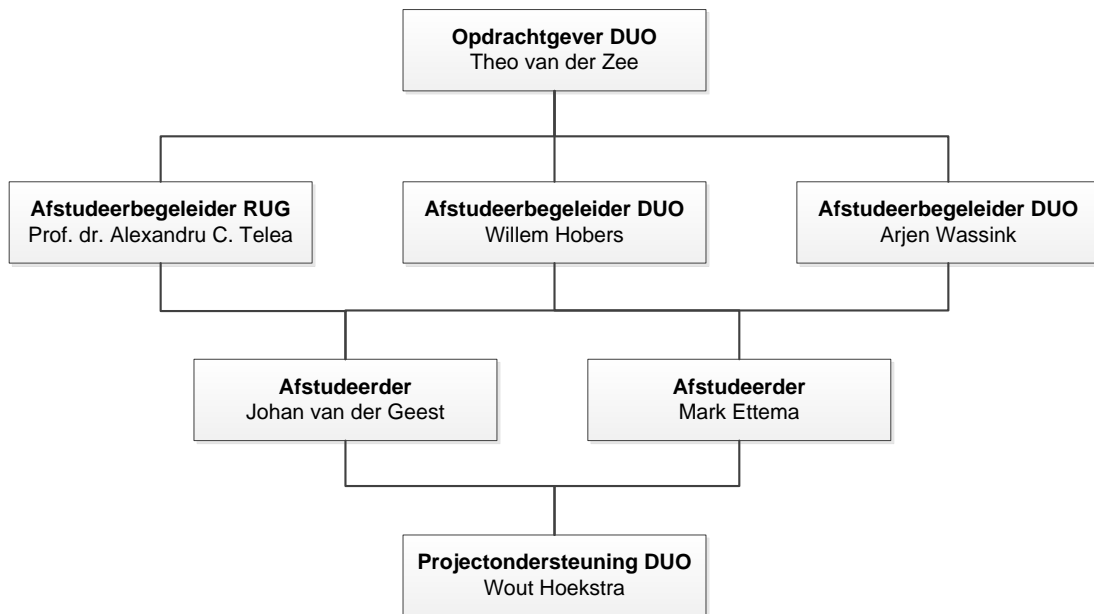 Opdrachtgever DUO
Theo van der Zee
Afstudeerbegeleider RUG
Prof. dr. Alexandru C. Telea
Afstudeerbegeleider DUO
Willem Hobers
Afstudeerbegeleider DUO
Arjen Wassink
Afstudeerder
Johan van der Geest
Afstudeerder
Mark Ettema
Projectondersteuning DUO
Wout Hoekstra